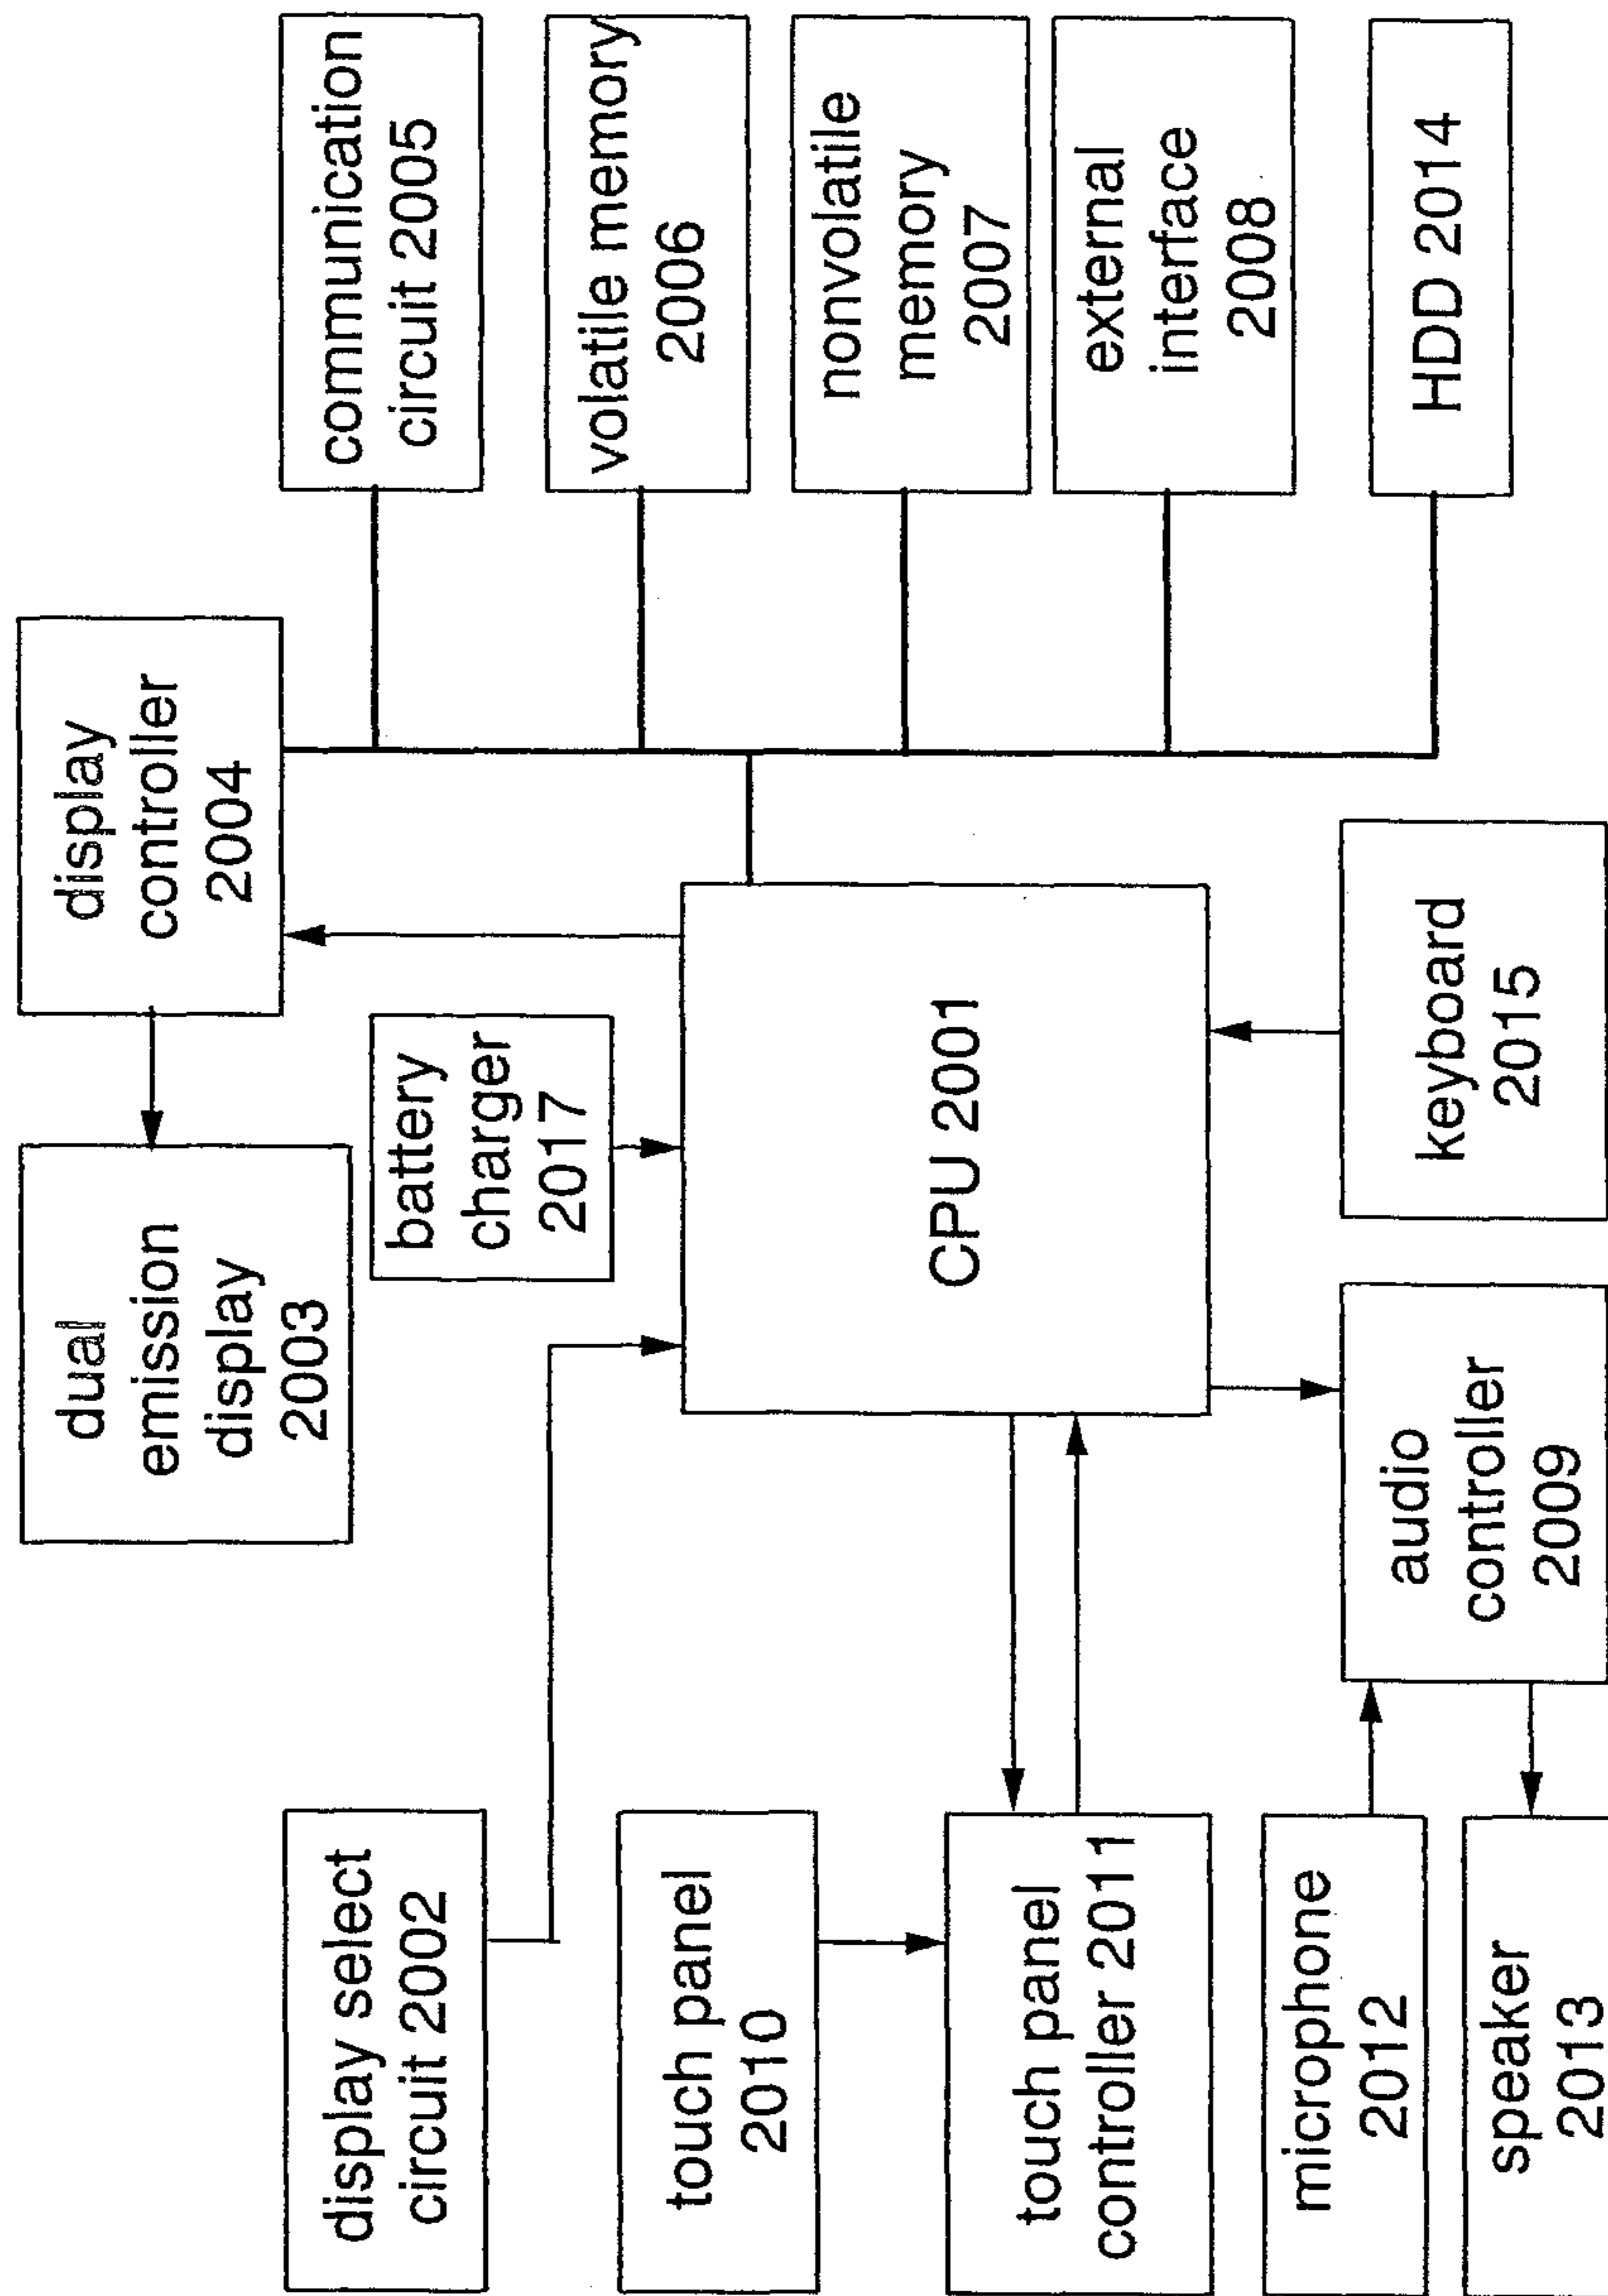 display select
circuit 2002
touch panel
2010
touch panel
controller 2011
microphone
2012
speaker
2013
dual
emission
display
2003
battery
charger
2017
CPU 2001
audio
controller
2009
display
controller
2004
keyboard
2015
communication
circuit 2005
volatile memory
2006
nonvolatile
memory
2007
external
interface
2008
HDD 2014